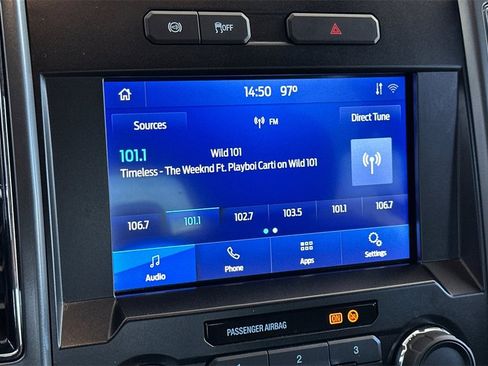 OFF
14:50 97°
Sources FM Direct Tune
101.1 Wild 101
Timeless - The Weeknd Ft. Playboi Carti on Wild 101
106.7 101.1 102.7 103.5 101.1 106.7
Audio Phone Apps Settings
PASSENGER AIRBAG ON
1 2 3